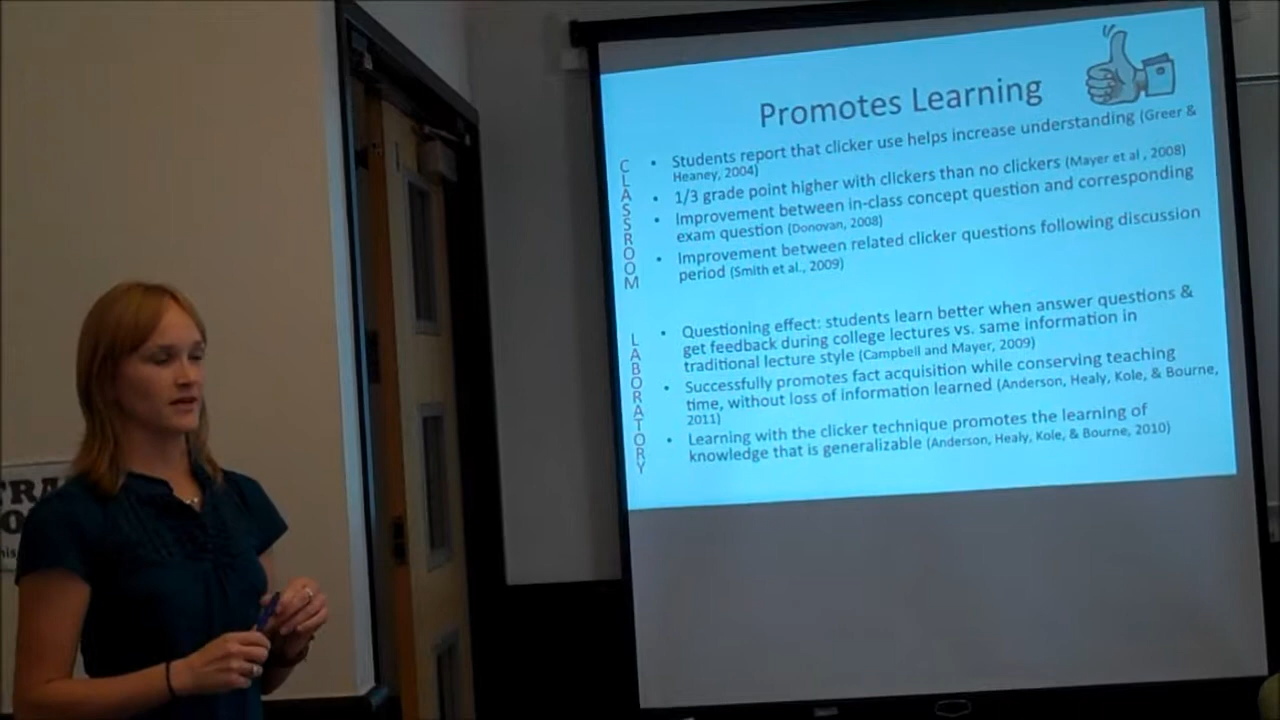 Promotes Learning
CLASSROOM
• Students report that clicker use helps increase understanding (Greer &
Heaney, 2004)
• 1/3 grade point higher with clickers than no clickers (Mayer et al , 2008)
• Improvement between in-class concept question and corresponding
exam question (Donovan, 2008)
• Improvement between related clicker questions following discussion
period (Smith et al., 2009)
LABORATORY
• Questioning effect: students learn better when answer questions &
get feedback during college lectures vs. same information in
traditional lecture style (Campbell and Mayer, 2009)
• Successfully promotes fact acquisition while conserving teaching
time, without loss of information learned (Anderson, Healy, Kole, & Bourne,
2011)
• Learning with the clicker technique promotes the learning of
knowledge that is generalizable (Anderson, Healy, Kole, & Bourne, 2010)